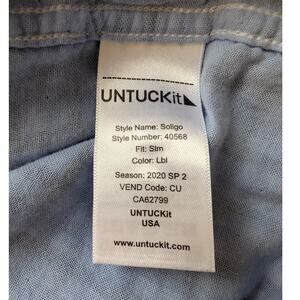 UNTUCKit
Style Name: Soligo
Style Number: 40568
Fit: Slm
Color: Lbl
Season: 2020 SP 2
VEND Code: CU
CA62799
UNTUCKit
USA
www.untuckit.com